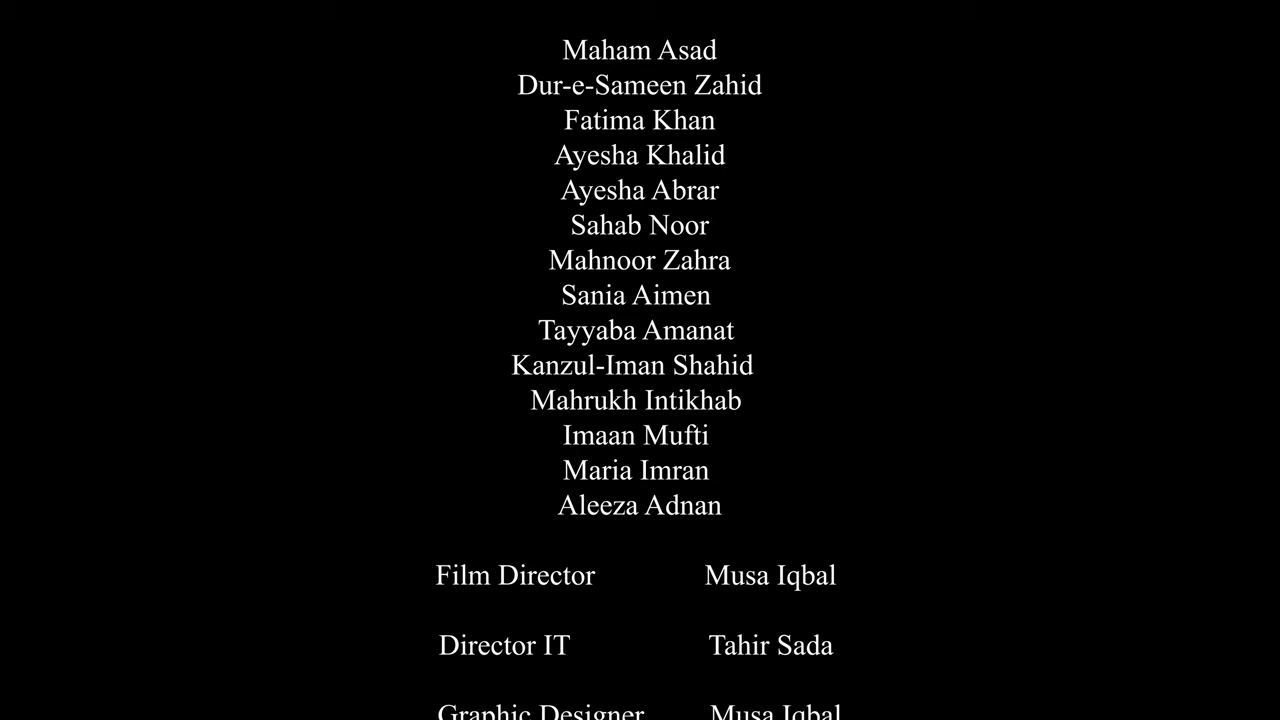 Maham Asad
Dur-e-Sameen Zahid
Fatima Khan
Ayesha Khalid
Ayesha Abrar
Sahab Noor
Mahnoor Zahra
Sania Aimen
Tayyaba Amanat
Kanzul-Iman Shahid
Mahrukh Intikhab
Imaan Mufti
Maria Imran
Aleeza Adnan
Film Director Musa Iqbal
Director IT Tahir Sada
Graphic Designer Musa Iqbal